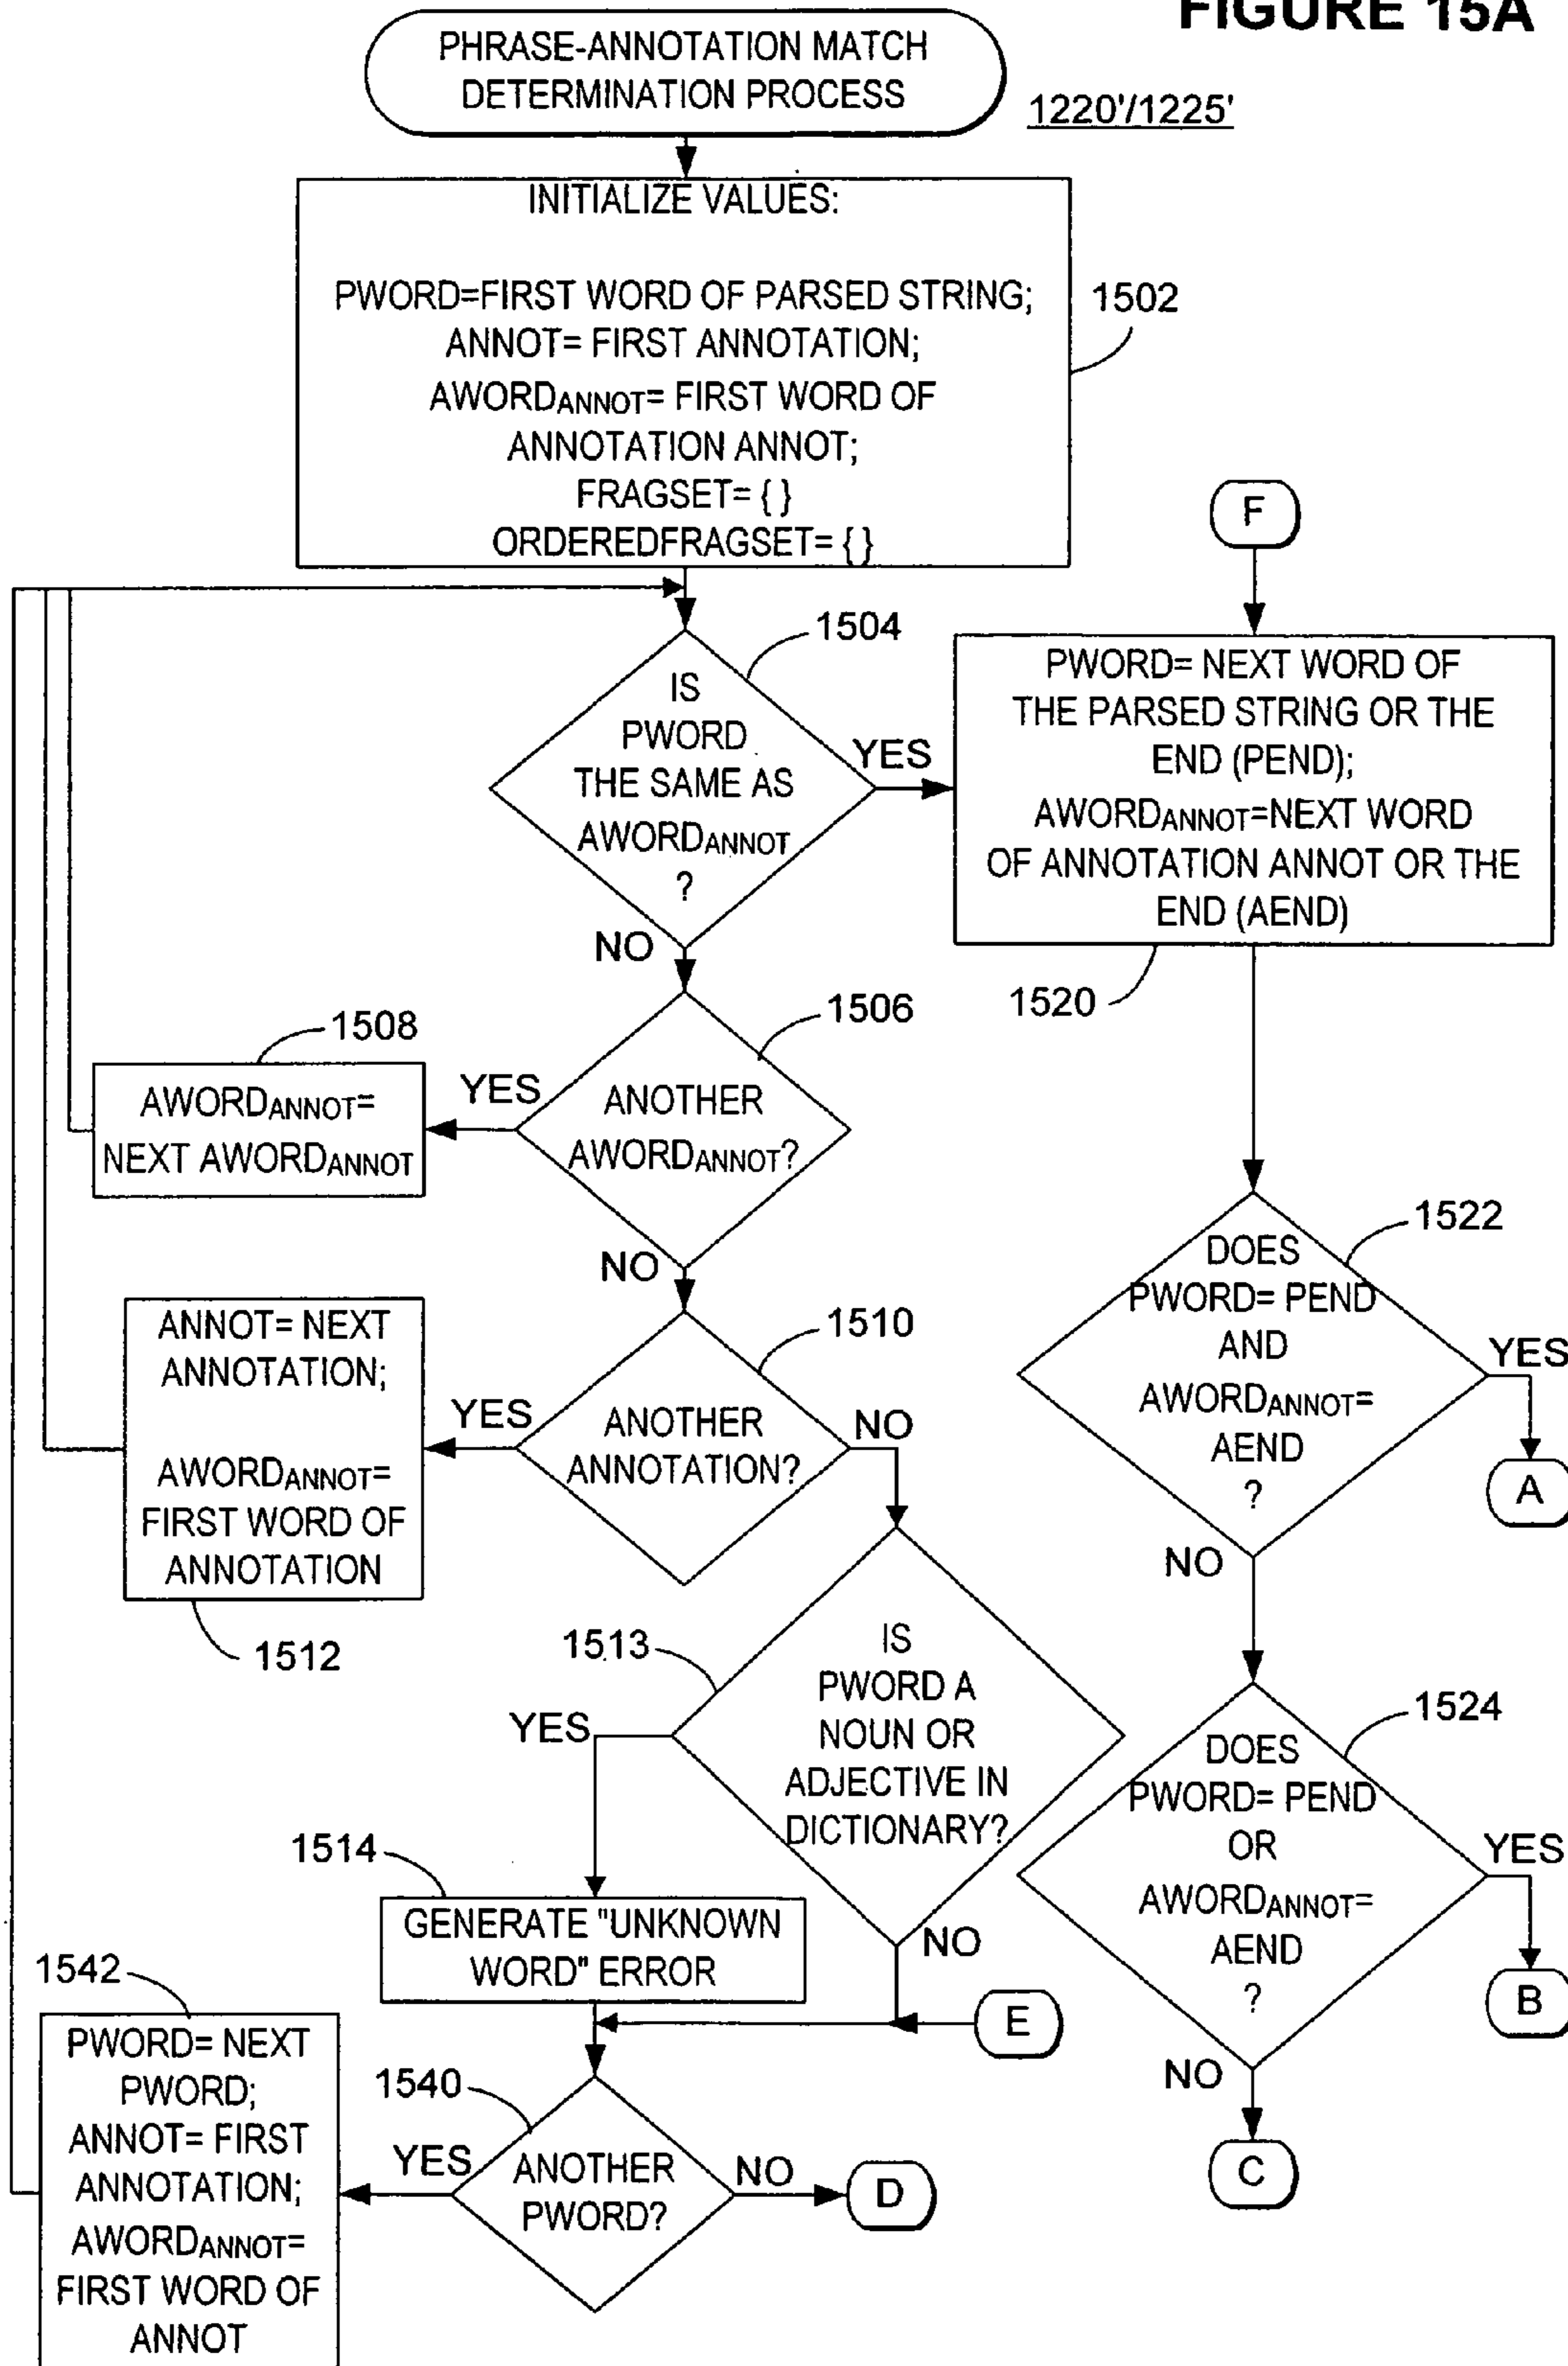 FIGURE 15A
PHRASE-ANNOTATION MATCH
DETERMINATION PROCESS
1220'/1225'
INITIALIZE VALUES:
PWORD=FIRST WORD OF PARSED STRING;
ANNOT= FIRST ANNOTATION;
AWORDANNOT= FIRST WORD OF
ANNOTATION ANNOT;
FRAGSET= { }
ORDEREDFRAGSET= { }
1502
F
1504
IS
PWORD
THE SAME AS
AWORDANNOT
?
YES
NO
PWORD= NEXT WORD OF
THE PARSED STRING OR THE
END (PEND);
AWORDANNOT=NEXT WORD
OF ANNOTATION ANNOT OR THE
END (AEND)
1520
1506
ANOTHER
AWORDANNOT?
YES
NO
1508
AWORDANNOT=
NEXT AWORDANNOT
1522
DOES
PWORD= PEND
AND
AWORDANNOT=
AEND
?
YES
A
NO
1510
ANOTHER
ANNOTATION?
YES
NO
ANNOT= NEXT
ANNOTATION;
AWORDANNOT=
FIRST WORD OF
ANNOTATION
1512
1513
IS
PWORD A
NOUN OR
ADJECTIVE IN
DICTIONARY?
YES
NO
1524
DOES
PWORD= PEND
OR
AWORDANNOT=
AEND
?
YES
B
NO
C
1514
GENERATE "UNKNOWN
WORD" ERROR
E
1540
ANOTHER
PWORD?
YES
NO
D
1542
PWORD= NEXT
PWORD;
ANNOT= FIRST
ANNOTATION;
AWORDANNOT=
FIRST WORD OF
ANNOT